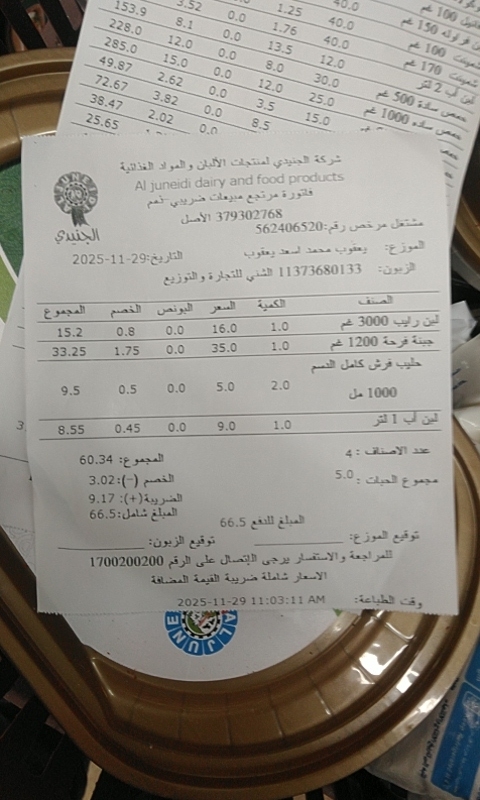 40.0
100 غم
153.9 3.52 0.0 1.25 40.0
228.0 8.1 0.0 1.76 40.0 150 غم
285.0 12.0 0.0 13.5 12.0 100 غم
49.87 15.0 0.0 8.0 30.0 170 غم
72.67 2.62 0.0 12.0 25.0 لبن أب 2 لتر
38.47 3.82 0.0 3.5 15.0 حمص سادة 500 غم
25.65 2.02 0.0 8.5 حمص سادة 1000 غم
شركة الجنيدي لمنتجات الألبان والمواد الغذائية
Al juneidi dairy and food products
فاتورة مرتجع مبيعات ضريبي-ذمم
379302768 الأصل
الجنيدي
مشتغل مرخص رقم:562406520
الموزع: يعقوب محمد اسعد يعقوب التاريخ:2025-11-29
الزبون: 11373680133 الشني للتجارة والتوزيع
الصنف الكمية السعر البونص الخصم المجموع
لبن رايب 3000 غم 1.0 16.0 0.0 0.8 15.2
جبنة فرحة 1200 غم 1.0 35.0 0.0 1.75 33.25
حليب فرش كامل الدسم
1000 مل 2.0 5.0 0.0 0.5 9.5
لبن أب 1 لتر 1.0 9.0 0.0 0.45 8.55
عدد الاصناف : 4 المجموع: 60.34
مجموع الحبات : 5.0 الخصم (-):3.02
الضريبة(+): 9.17
المبلغ شامل: 66.5
المبلغ للدفع 66.5
توقيع الموزع: توقيع الزبون:
للمراجعة والاستفسار يرجى الإتصال على الرقم 1700200200
الاسعار شاملة ضريبة القيمة المضافة
وقت الطباعة: 2025-11-29 11:03:11 AM
3
AL JUNE